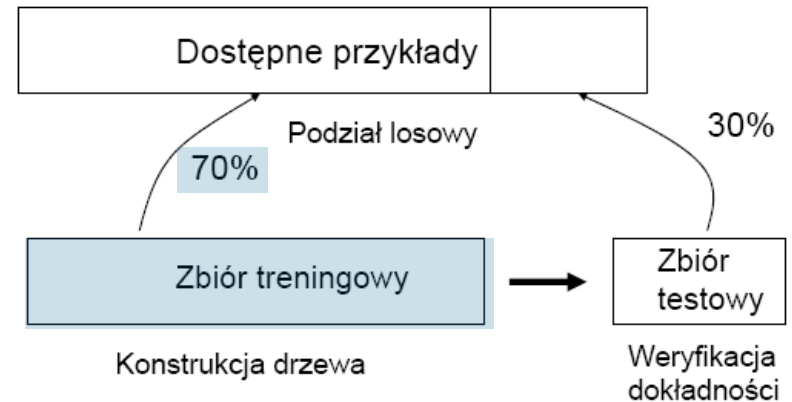 Dostępne przykłady
Podział losowy
30%
70%
Zbiór treningowy
Zbiór
testowy
Konstrukcja drzewa
Weryfikacja
dokładności